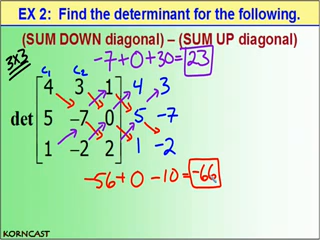 EX 2: Find the determinant for the following.
(SUM DOWN diagonal) – (SUM UP diagonal)
3x3
-7+0+30=23
C1 C2
4 3 1 4 3
det 5 -7 0 5 -7
1 -2 2 1 -2
-56+0-10=-66
KORNCAST